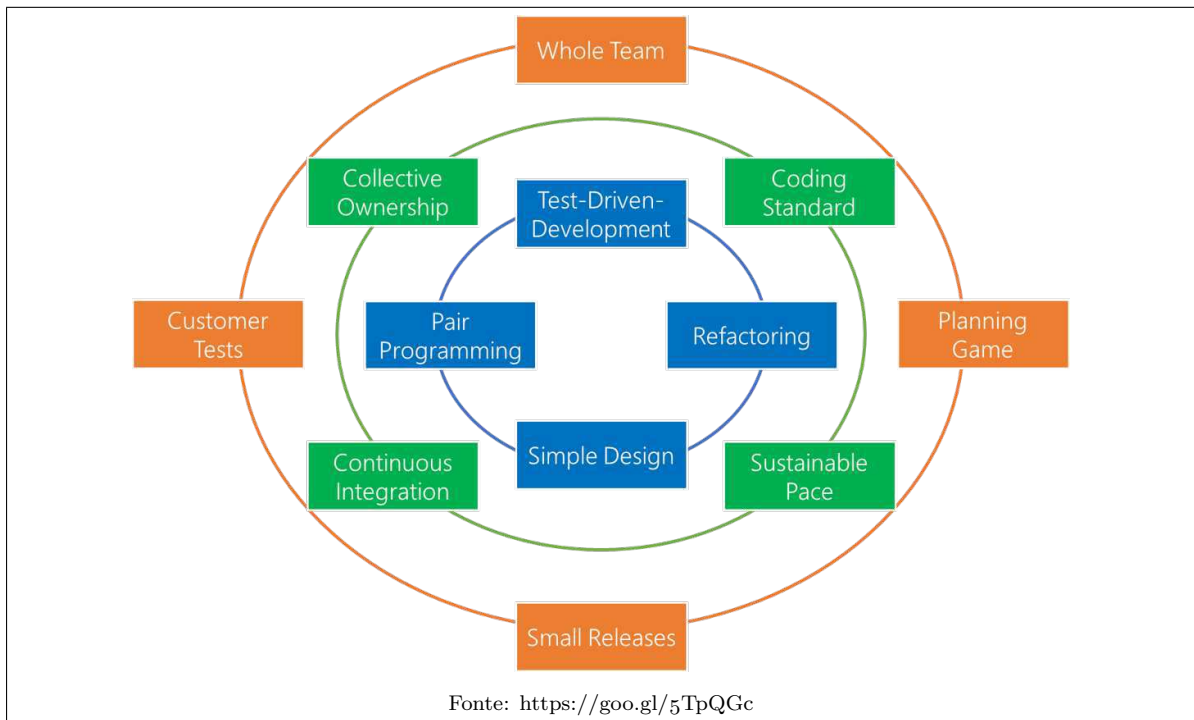 Whole Team
Collective
Ownership
Test-Driven-
Development
Coding
Standard
Customer
Tests
Pair
Programming
Refactoring
Planning
Game
Continuous
Integration
Simple Design
Sustainable
Pace
Small Releases
Fonte: https://goo.gl/5TpQGc